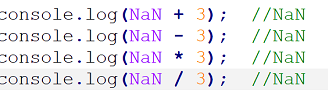 console.log(NaN + 3);  //NaN
console.log(NaN - 3);  //NaN
console.log(NaN * 3);  //NaN
console.log(NaN / 3);  //NaN